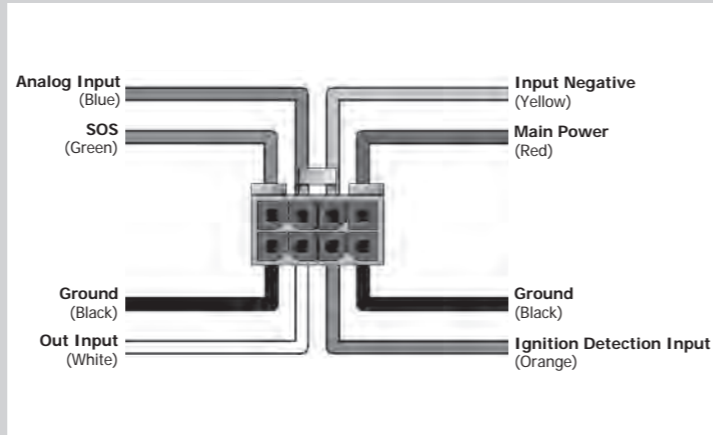 Analog Input
(Blue)
SOS
(Green)
Ground
(Black)
Out Input
(White)
Input Negative
(Yellow)
Main Power
(Red)
Ground
(Black)
Ignition Detection Input
(Orange)